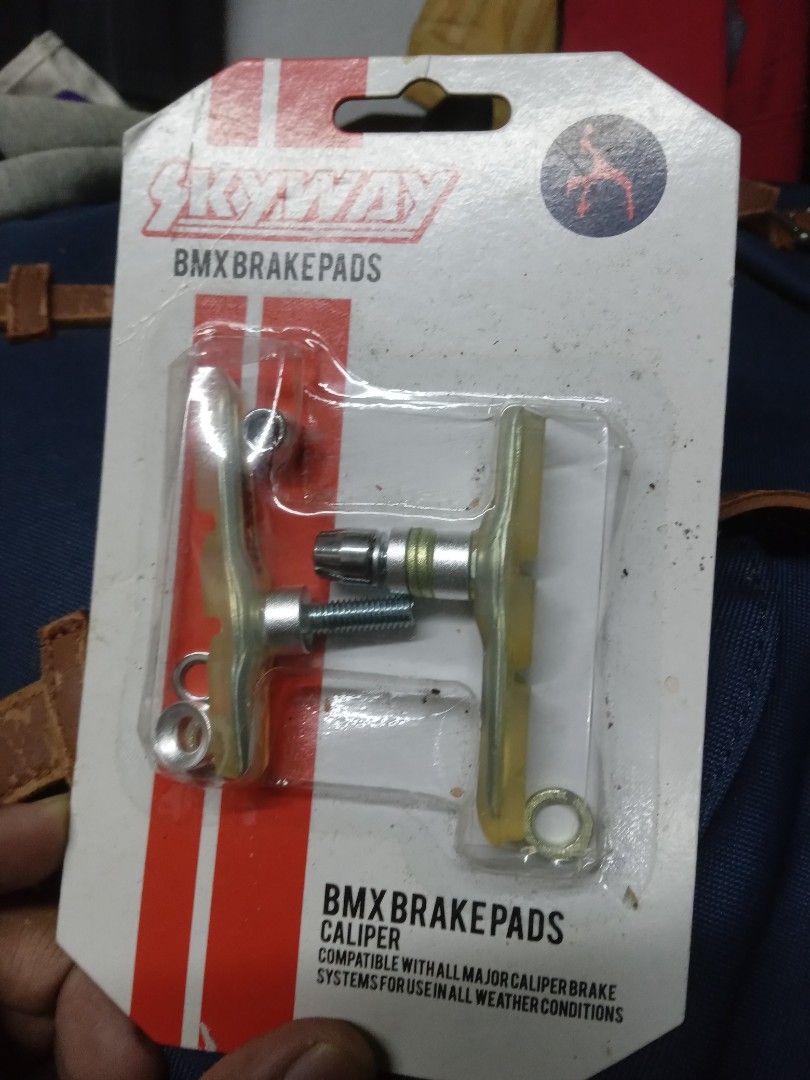 SKYWAY
BMX BRAKE PADS
BMX BRAKE PADS
CALIPER
COMPATIBLE WITH ALL MAJOR CALIPER BRAKE
SYSTEMS FOR USE IN ALL WEATHER CONDITIONS